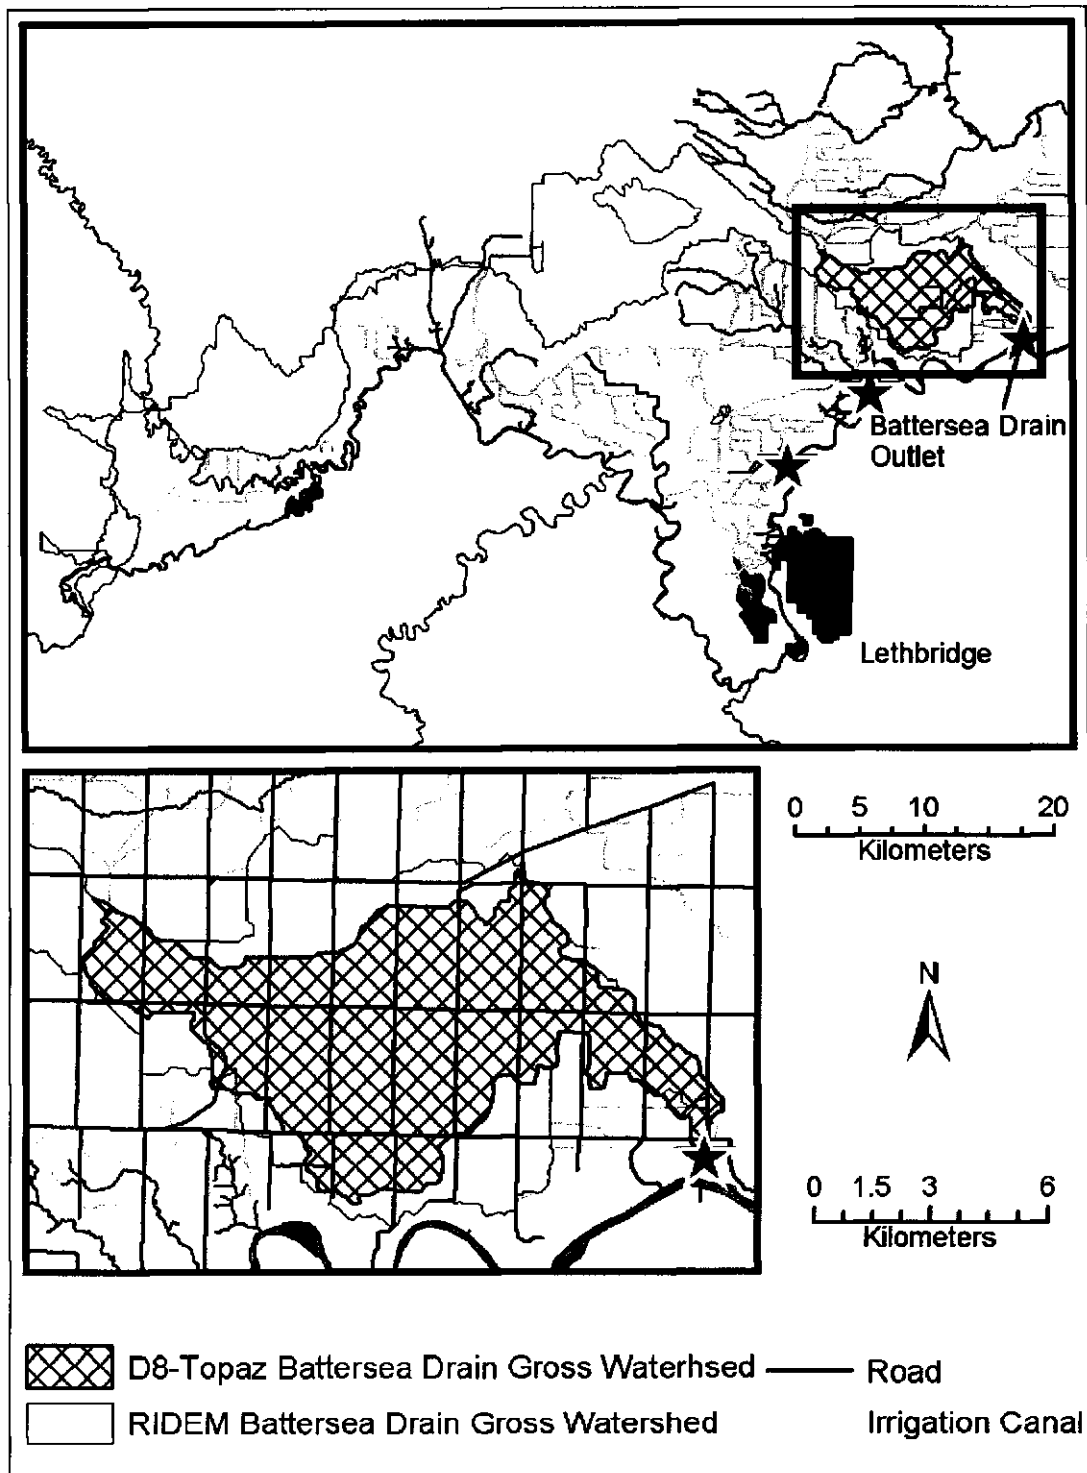 Battersea Drain
Outlet
Lethbridge
0 5 10 20
Kilometers
N
0 1.5 3 6
Kilometers
D8-Topaz Battersea Drain Gross Waterhsed
Road
RIDEM Battersea Drain Gross Watershed
Irrigation Canal